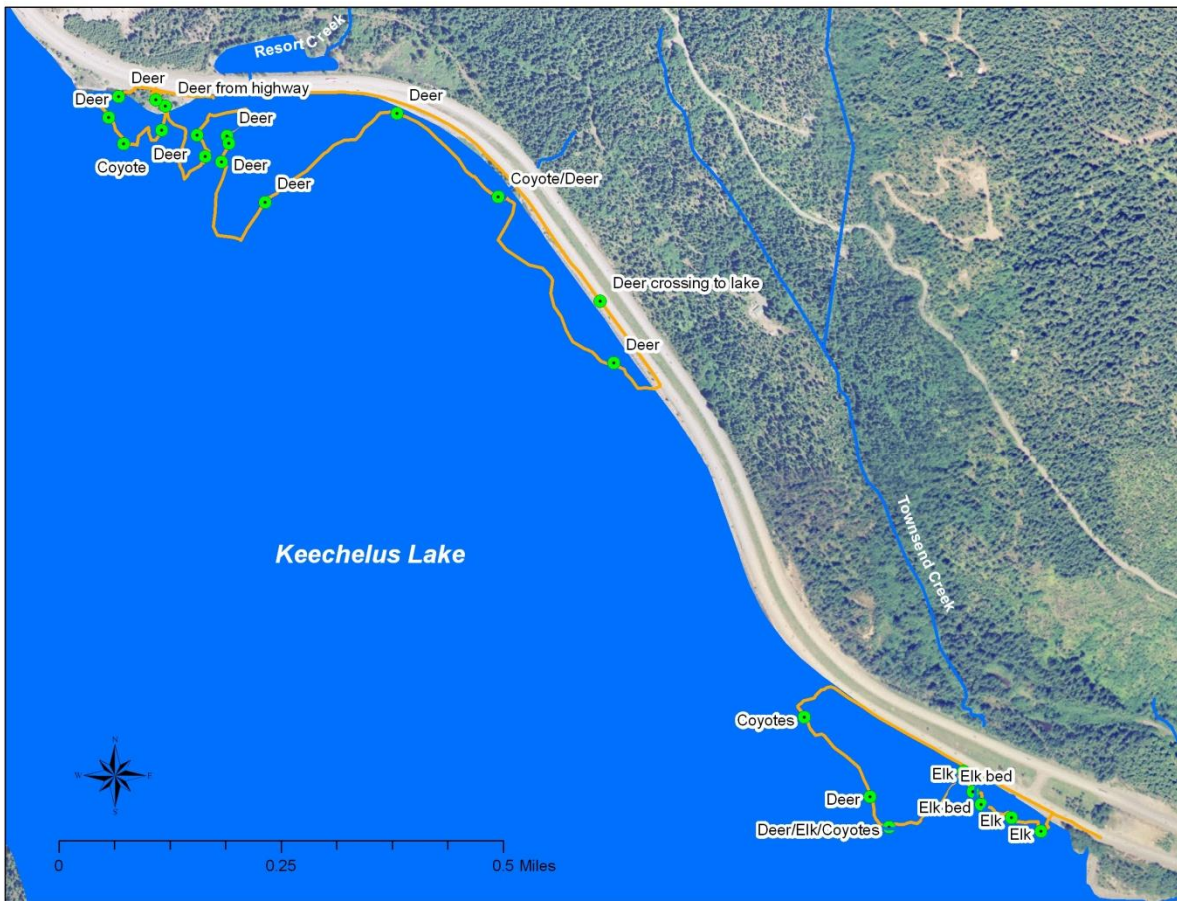 Resort Creek
Deer
Deer from highway
Deer
Deer
Deer
Coyote
Deer
Deer
Deer
Coyote/Deer
Deer crossing to lake
Deer
Townsend Creek
Keechelus Lake
Coyotes
Elk
Elk bed
Deer
Elk bed
Elk
Deer/Elk/Coyotes
Elk
N
W
E
S
0
0.25
0.5 Miles